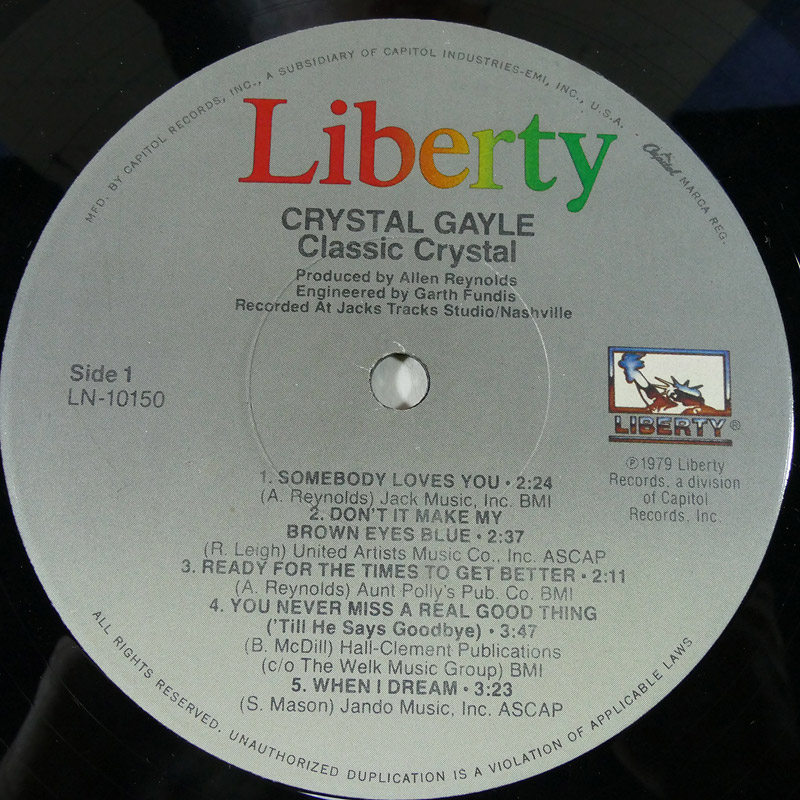 MFD. BY CAPITOL RECORDS, INC., A SUBSIDIARY OF CAPITOL INDUSTRIES-EMI, INC., U.S.A. · Capitol MARCA REG.
Liberty
CRYSTAL GAYLE
Classic Crystal
Produced by Allen Reynolds
Engineered by Garth Fundis
Recorded At Jacks Tracks Studio/Nashville
Side 1
LN-10150
LIBERTY®
℗1979 Liberty
Records, a division
of Capitol
Records, Inc.
1. SOMEBODY LOVES YOU • 2:24
(A. Reynolds) Jack Music, Inc. BMI
2. DON'T IT MAKE MY
BROWN EYES BLUE • 2:37
(R. Leigh) United Artists Music Co., Inc. ASCAP
3. READY FOR THE TIMES TO GET BETTER • 2:11
(A. Reynolds) Aunt Polly's Pub. Co. BMI
4. YOU NEVER MISS A REAL GOOD THING
('Till He Says Goodbye) • 3:47
(B. McDill) Hall-Clement Publications
(c/o The Welk Music Group) BMI
5. WHEN I DREAM • 3:23
(S. Mason) Jando Music, Inc. ASCAP
ALL RIGHTS RESERVED. UNAUTHORIZED DUPLICATION IS A VIOLATION OF APPLICABLE LAWS